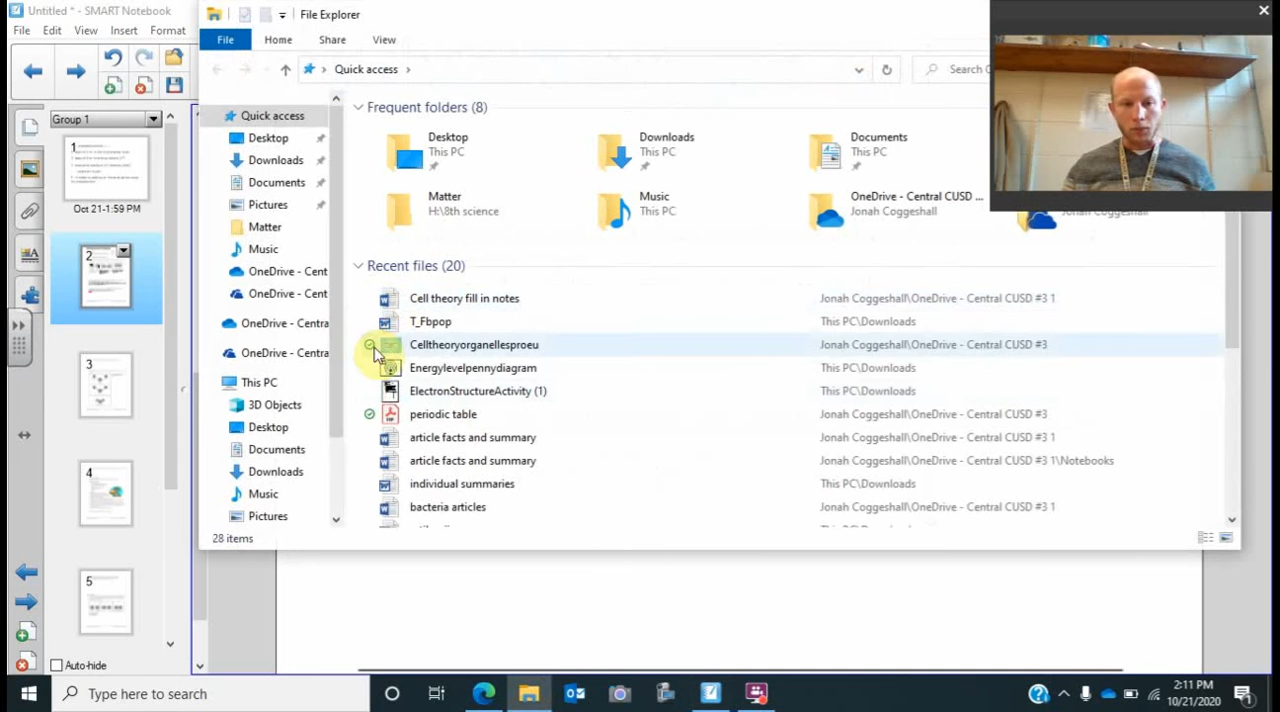 Untitled * - SMART Notebook
File Edit View Insert Format
Group 1
1
Oct 21-1:59 PM
2
3
4
5
Auto-hide
File Explorer
File Home Share View
Quick access
Search
Quick access
Desktop
Downloads
Documents
Pictures
Matter
Music
OneDrive - Cent
OneDrive - Cent
OneDrive - Centra
OneDrive - Centra
This PC
3D Objects
Desktop
Documents
Downloads
Music
Pictures
28 items
Frequent folders (8)
Desktop
This PC
Downloads
This PC
Documents
This PC
Matter
H:\8th science
Music
This PC
OneDrive - Central CUSD ...
Jonah Coggeshall
Jonah Coggeshall
Recent files (20)
Cell theory fill in notes Jonah Coggeshall\OneDrive - Central CUSD #3 1
T_Fbpop This PC\Downloads
Celltheoryorganellesproeu Jonah Coggeshall\OneDrive - Central CUSD #3
Energylevelpennydiagram This PC\Downloads
ElectronStructureActivity (1) This PC\Downloads
periodic table Jonah Coggeshall\OneDrive - Central CUSD #3
article facts and summary Jonah Coggeshall\OneDrive - Central CUSD #3 1
article facts and summary Jonah Coggeshall\OneDrive - Central CUSD #3 1\Notebooks
individual summaries This PC\Downloads
bacteria articles Jonah Coggeshall\OneDrive - Central CUSD #3 1
Type here to search
2:11 PM
10/21/2020
1